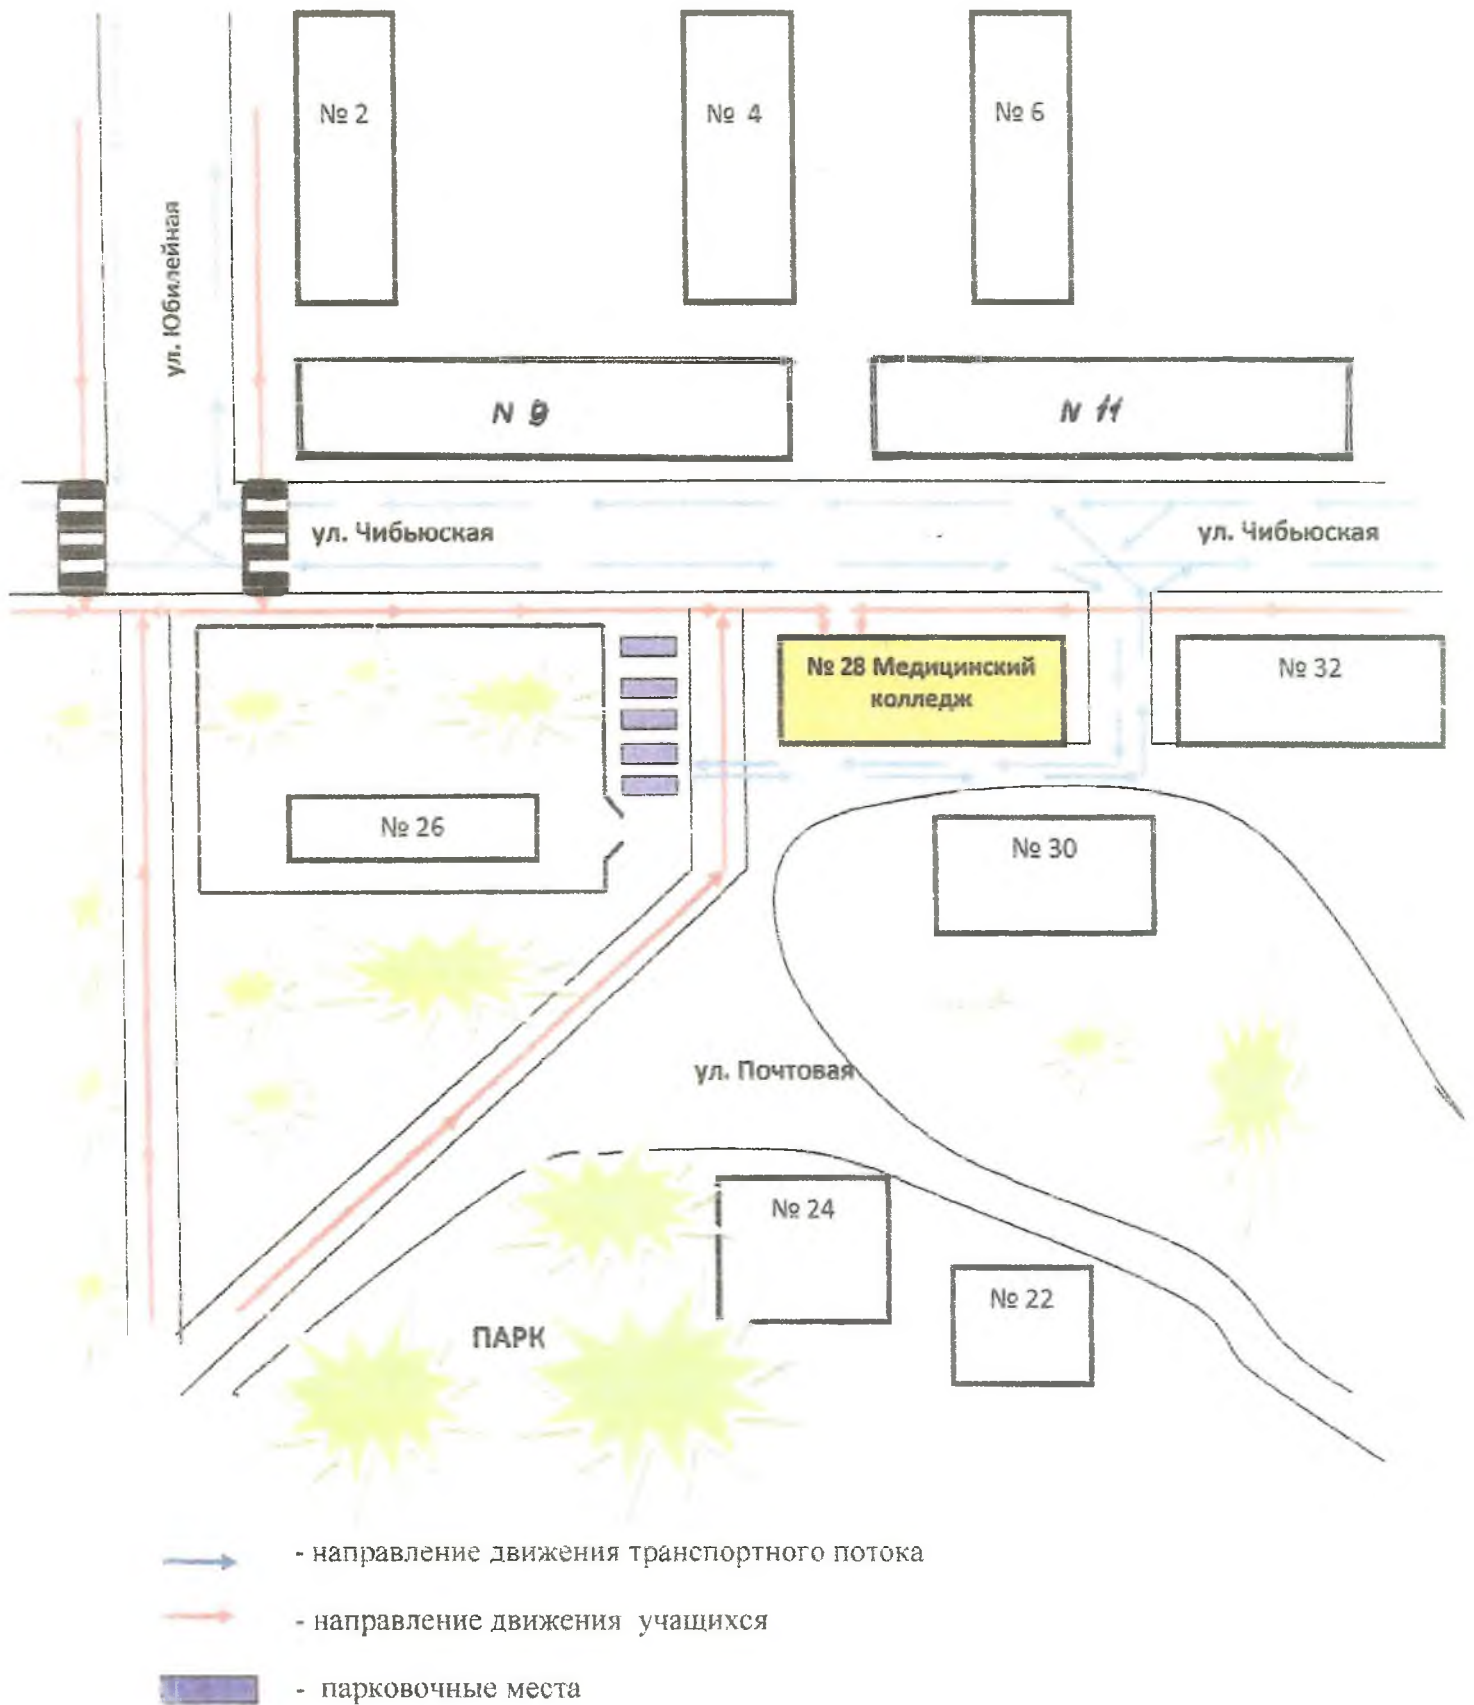 № 2
№ 4
№ 6
ул. Юбилейная
N 9
N 11
ул. Чибьюская
ул. Чибьюская
№ 28 Медицинский
колледж
№ 32
№ 26
№ 30
ул. Почтовая
№ 24
№ 22
ПАРК
- направление движения транспортного потока
- направление движения учащихся
- парковочные места